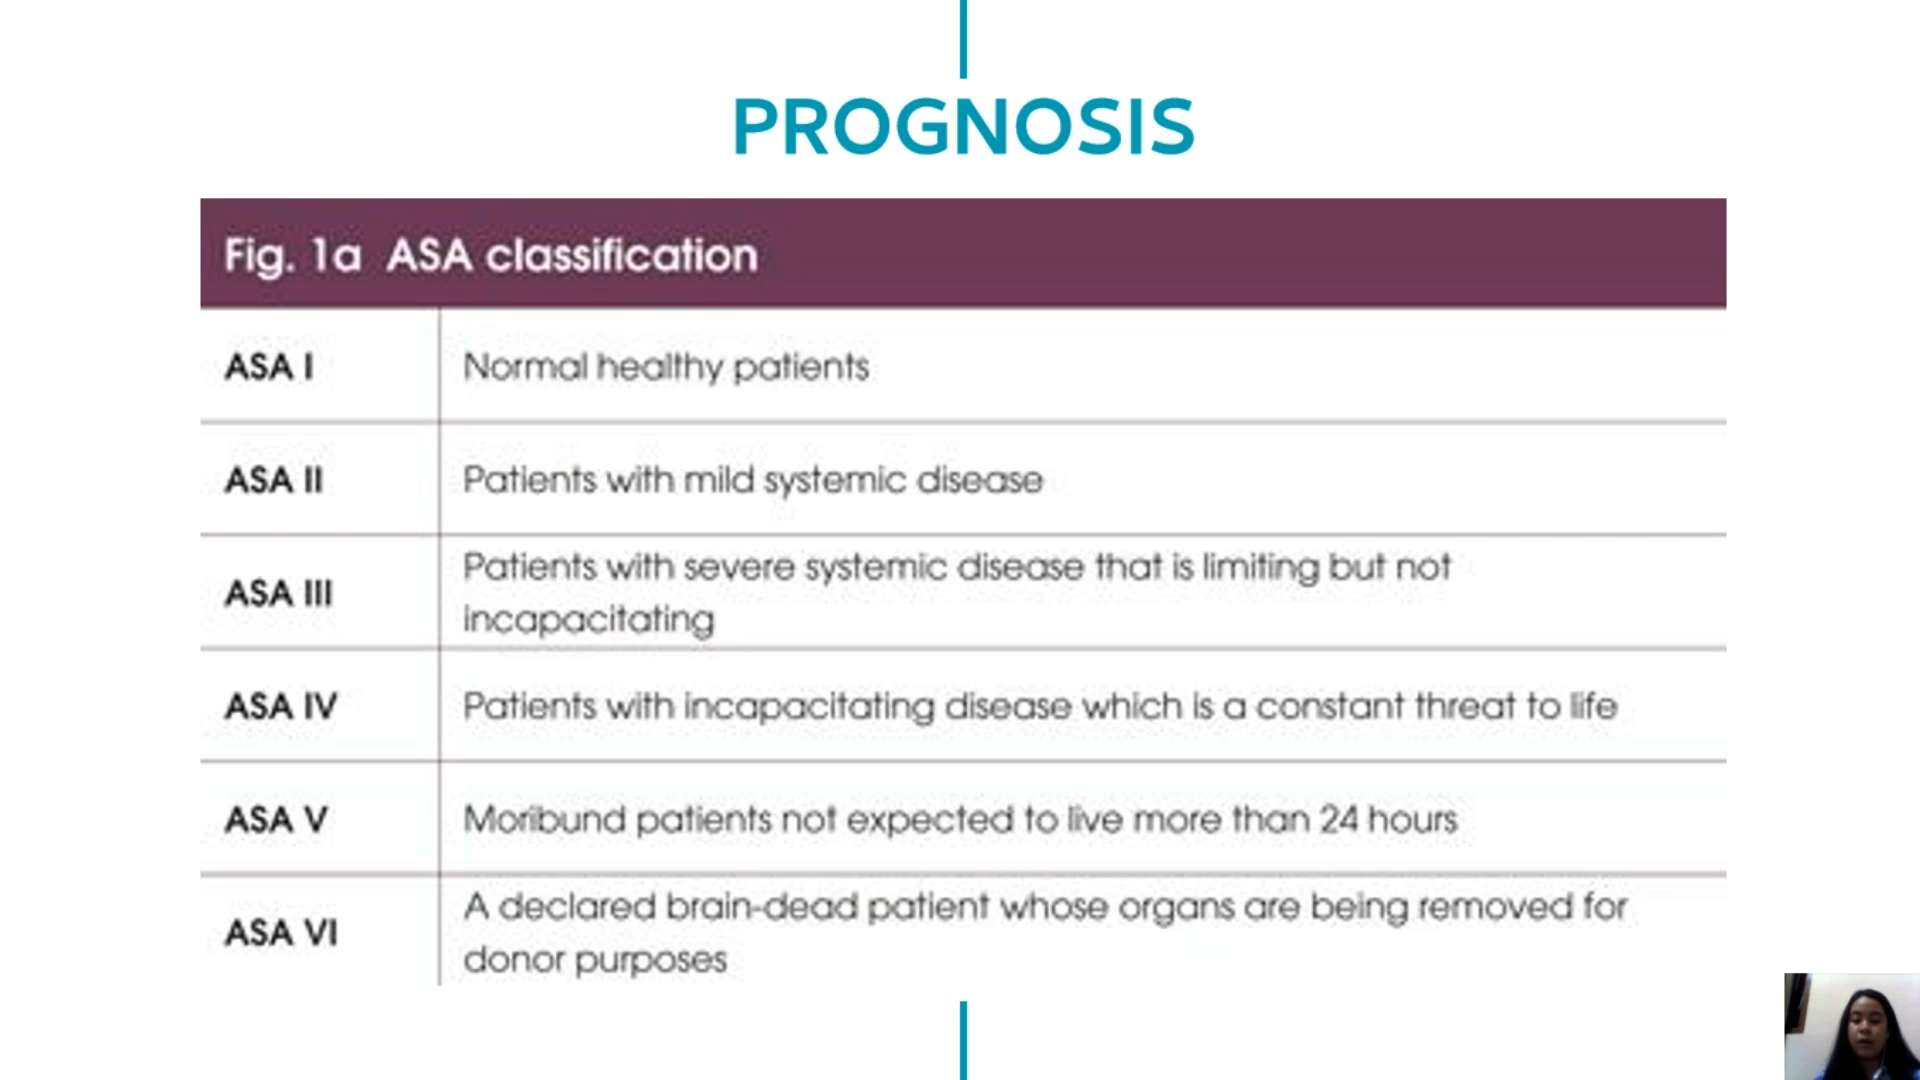 PROGNOSIS
Fig. 1a ASA classification
ASA I
Normal healthy patients
ASA II
Patients with mild systemic disease
ASA III
Patients with severe systemic disease that is limiting but not
incapacitating
ASA IV
Patients with incapacitating disease which is a constant threat to life
ASA V
Moribund patients not expected to live more than 24 hours
ASA VI
A declared brain-dead patient whose organs are being removed for
donor purposes